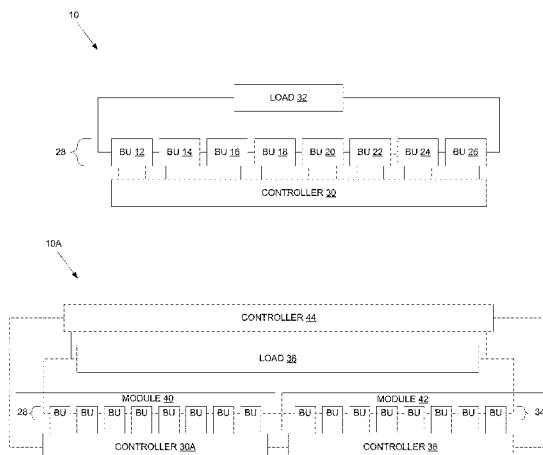 10
LOAD 32
28
BU 12 BU 14 BU 16 BU 18 BU 20 BU 22 BU 24 BU 26
CONTROLLER 30
10A
CONTROLLER 44
LOAD 38
MODULE 40 MODULE 42
28 BU BU BU BU BU BU BU BU BU BU BU BU BU BU BU 34
CONTROLLER 30A CONTROLLER 36